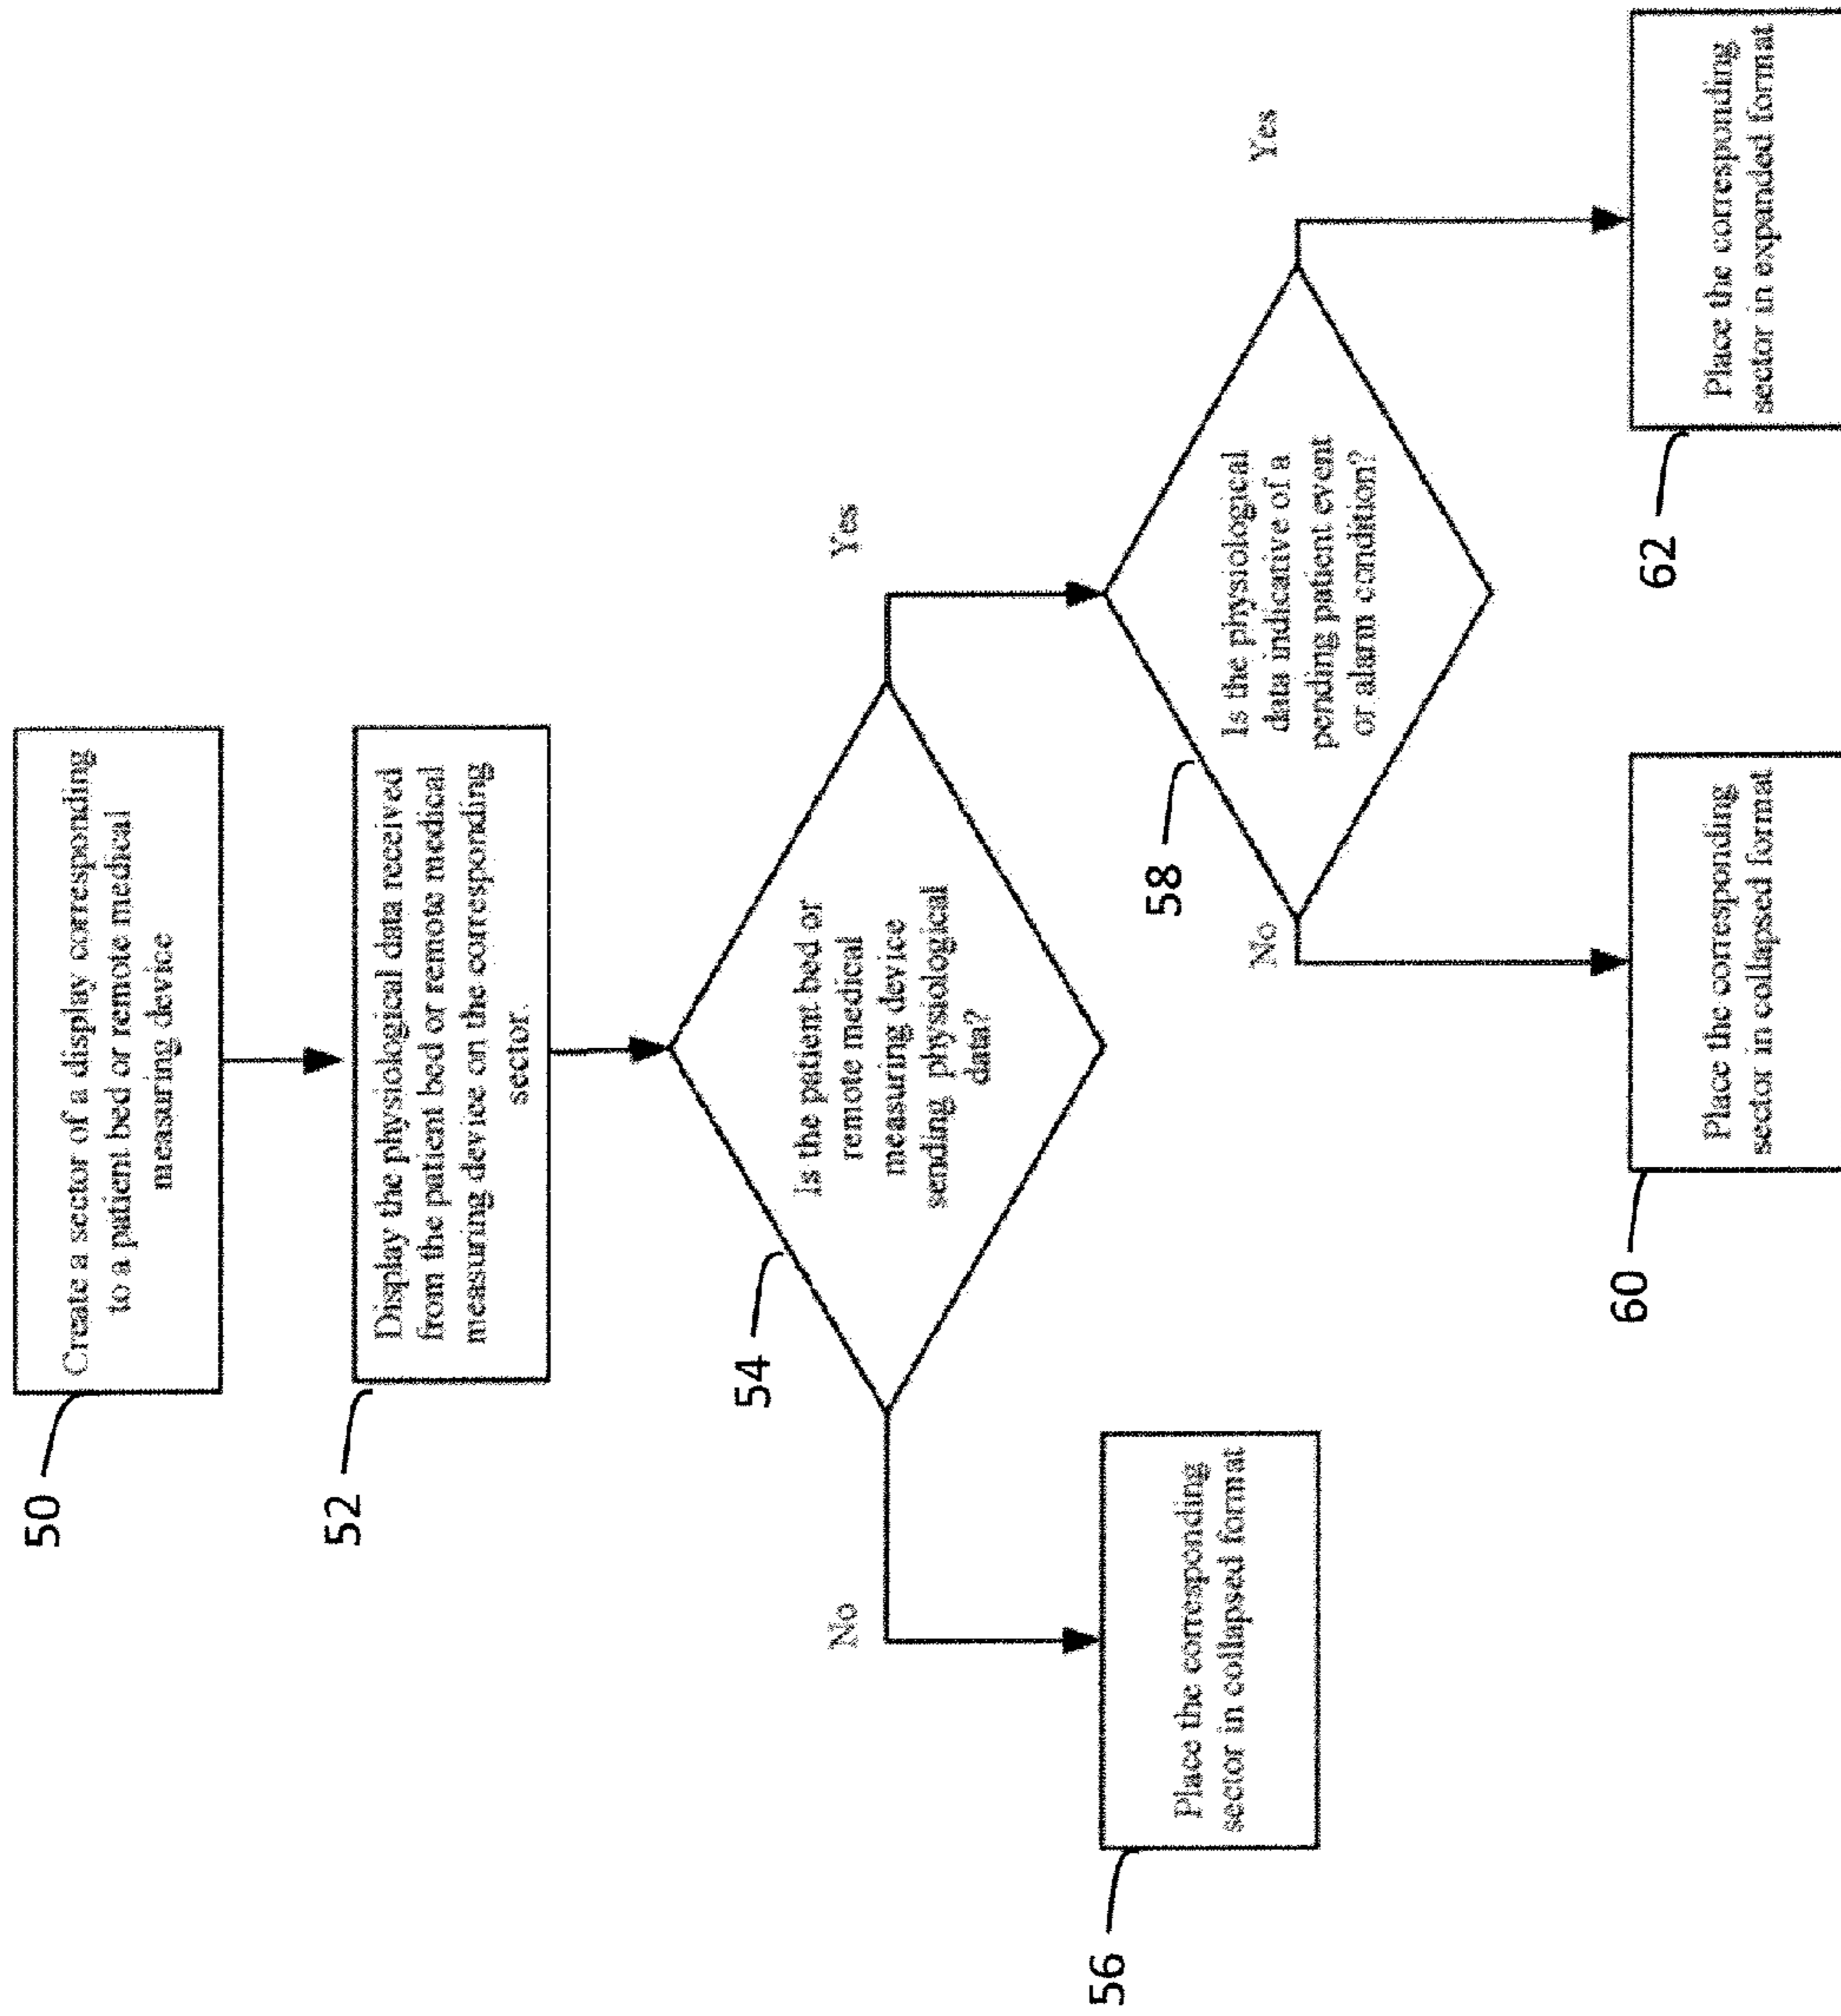 50
Create a sector of a display corresponding
to a patient bed or remote medical
measuring device
52
Display the physiological data received
from the patient bed or remote medical
measuring device on the corresponding
sector.
54
Is the patient bed or
remote medical
measuring device
sending physiological
data?
No
Yes
56
Place the corresponding
sector in collapsed format
58
Is the physiological
data indicative of a
pending patient event
or alarm condition?
No
Yes
60
Place the corresponding
sector in collapsed format
62
Place the corresponding
sector in expanded format